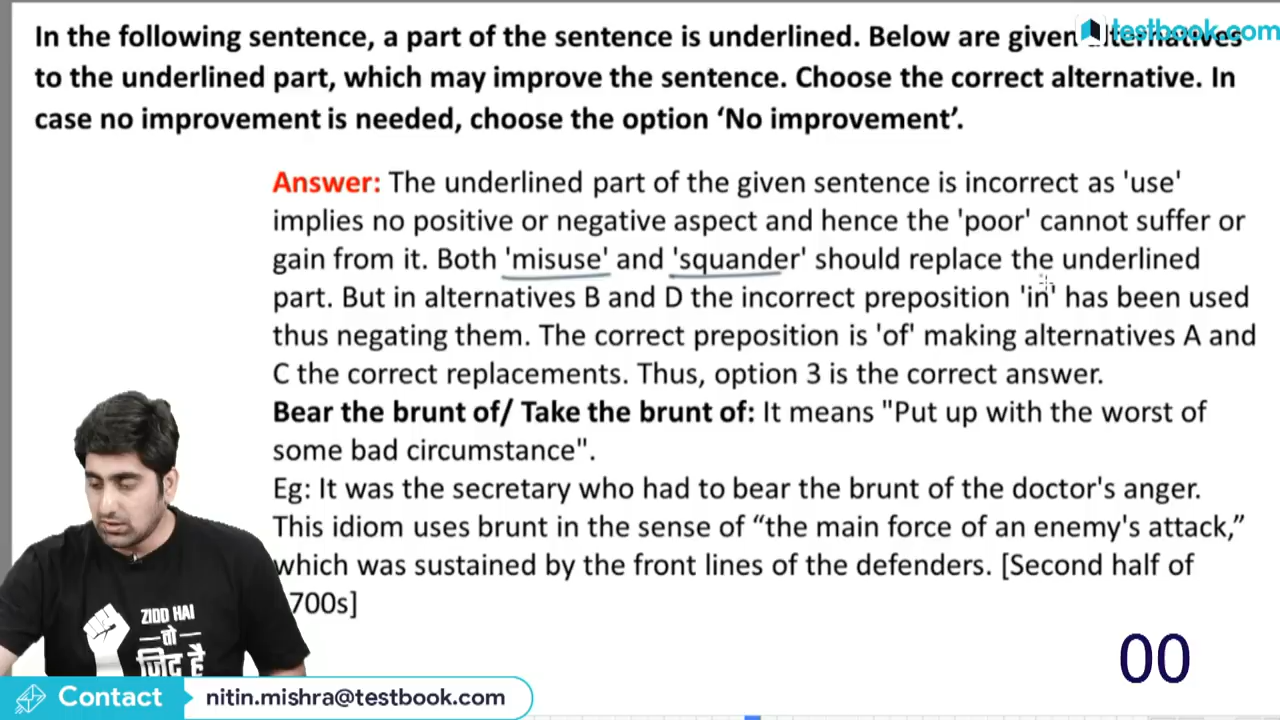 In the following sentence, a part of the sentence is underlined. Below are given alternatives
testbook.com
to the underlined part, which may improve the sentence. Choose the correct alternative. In
case no improvement is needed, choose the option ‘No improvement’.
Answer: The underlined part of the given sentence is incorrect as 'use'
implies no positive or negative aspect and hence the 'poor' cannot suffer or
gain from it. Both 'misuse' and 'squander' should replace the underlined
part. But in alternatives B and D the incorrect preposition 'in' has been used
thus negating them. The correct preposition is 'of' making alternatives A and
C the correct replacements. Thus, option 3 is the correct answer.
Bear the brunt of/ Take the brunt of: It means "Put up with the worst of
some bad circumstance".
Eg: It was the secretary who had to bear the brunt of the doctor's anger.
This idiom uses brunt in the sense of “the main force of an enemy's attack,”
which was sustained by the front lines of the defenders. [Second half of
700s]
ZIDD HAI
तो
ज़िद है
00
Contact nitin.mishra@testbook.com